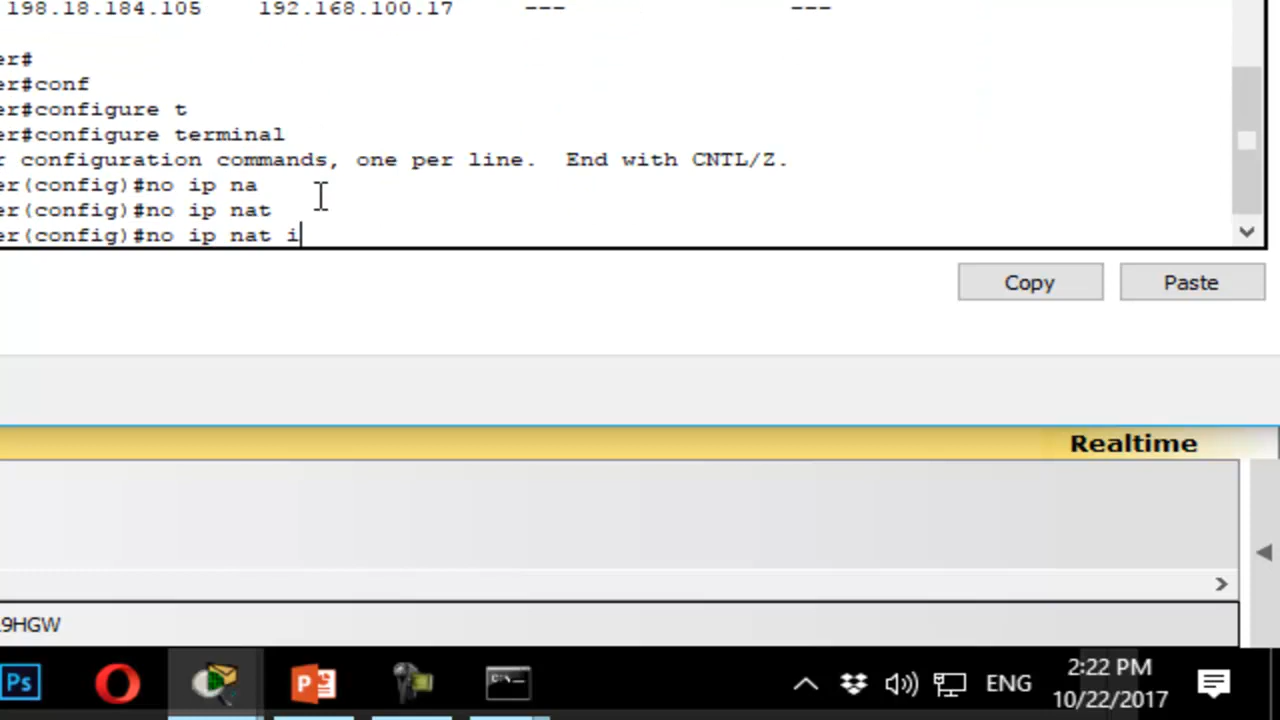 198.18.184.105 192.168.100.17 --- ---
er#
er#conf
er#configure t
er#configure terminal
r configuration commands, one per line. End with CNTL/Z.
er(config)#no ip na
er(config)#no ip nat
er(config)#no ip nat i
Copy Paste
Realtime
9HGW
Ps
ENG
2:22 PM
10/22/2017